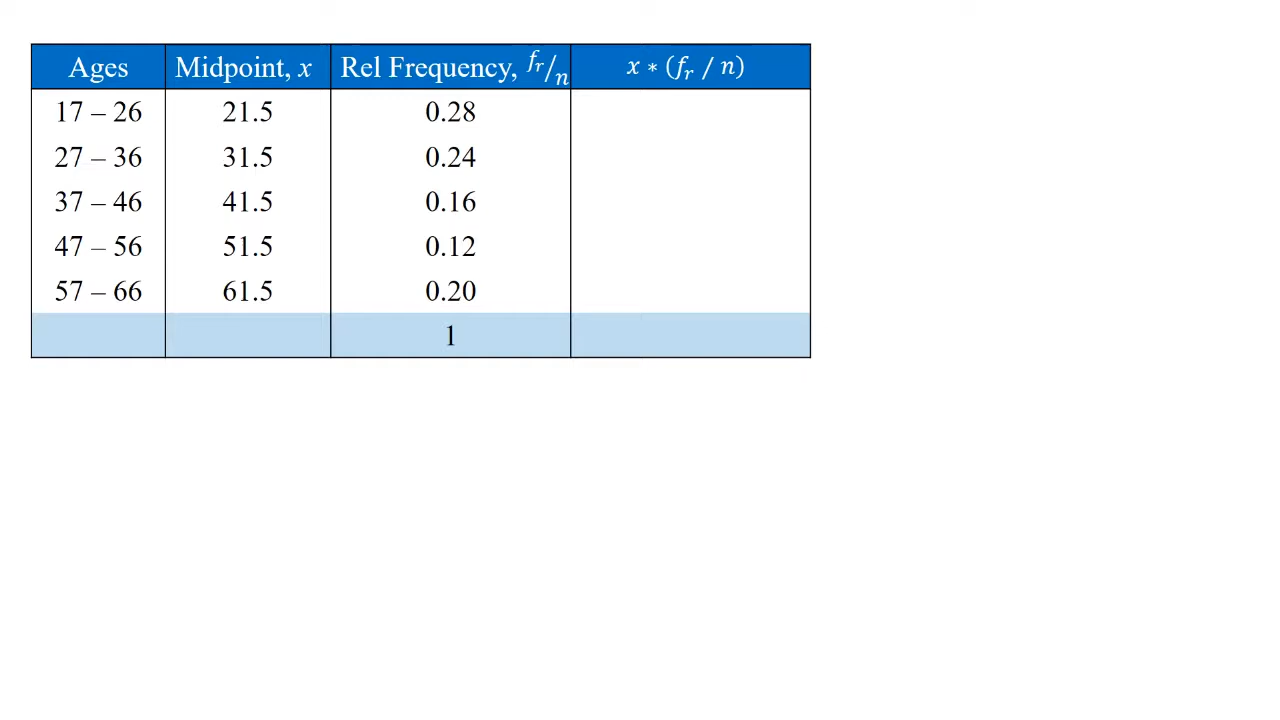 Ages Midpoint, x Rel Frequency, fᵣ/n x ∗ (fᵣ / n)
17 – 26 21.5 0.28
27 – 36 31.5 0.24
37 – 46 41.5 0.16
47 – 56 51.5 0.12
57 – 66 61.5 0.20
1